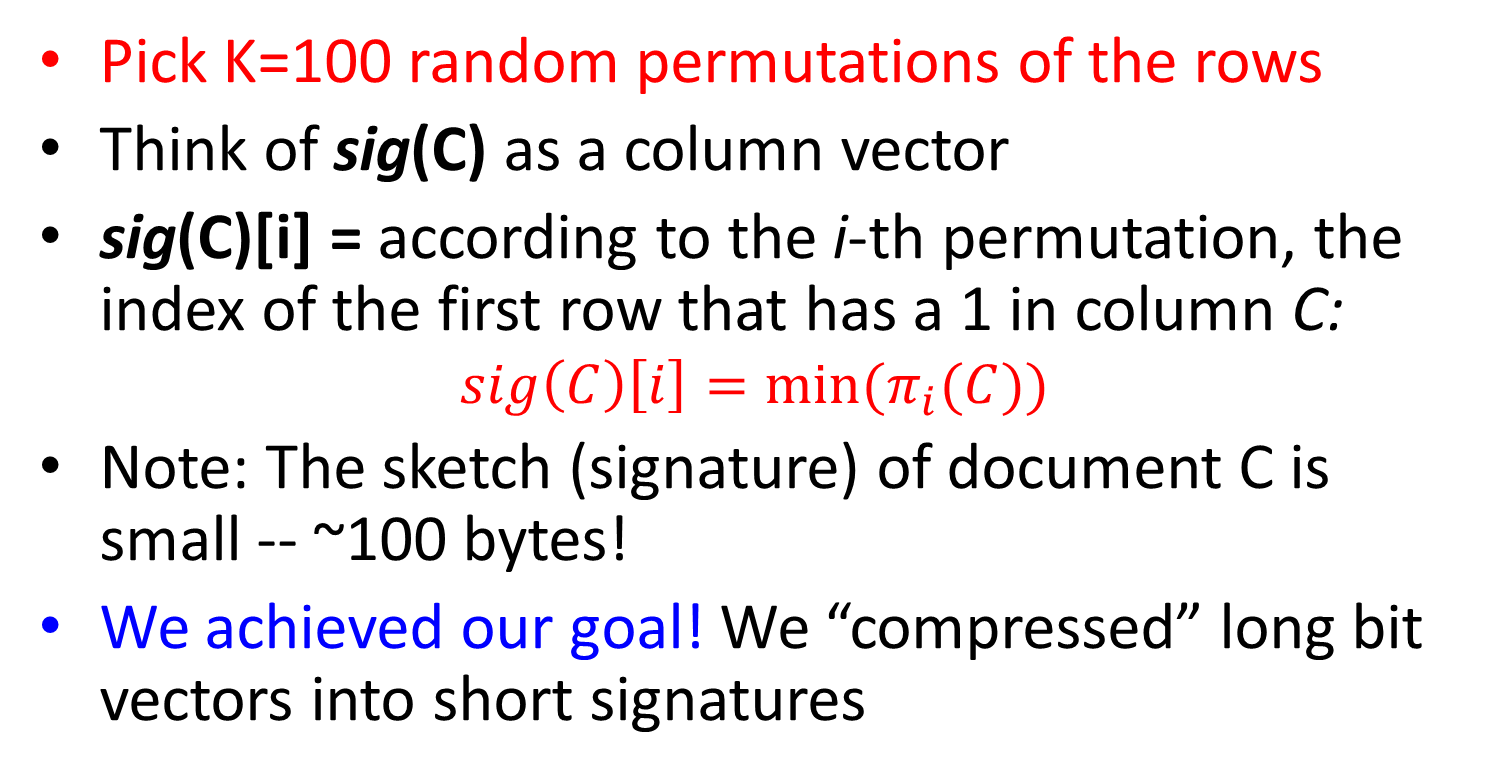 • Pick K=100 random permutations of the rows
• Think of sig(C) as a column vector
• sig(C)[i] = according to the i-th permutation, the
index of the first row that has a 1 in column C:
𝑠𝑖𝑔(𝐶)[𝑖] = min(𝜋ᵢ(𝐶))
• Note: The sketch (signature) of document C is
small -- ~100 bytes!
• We achieved our goal! We “compressed” long bit
vectors into short signatures